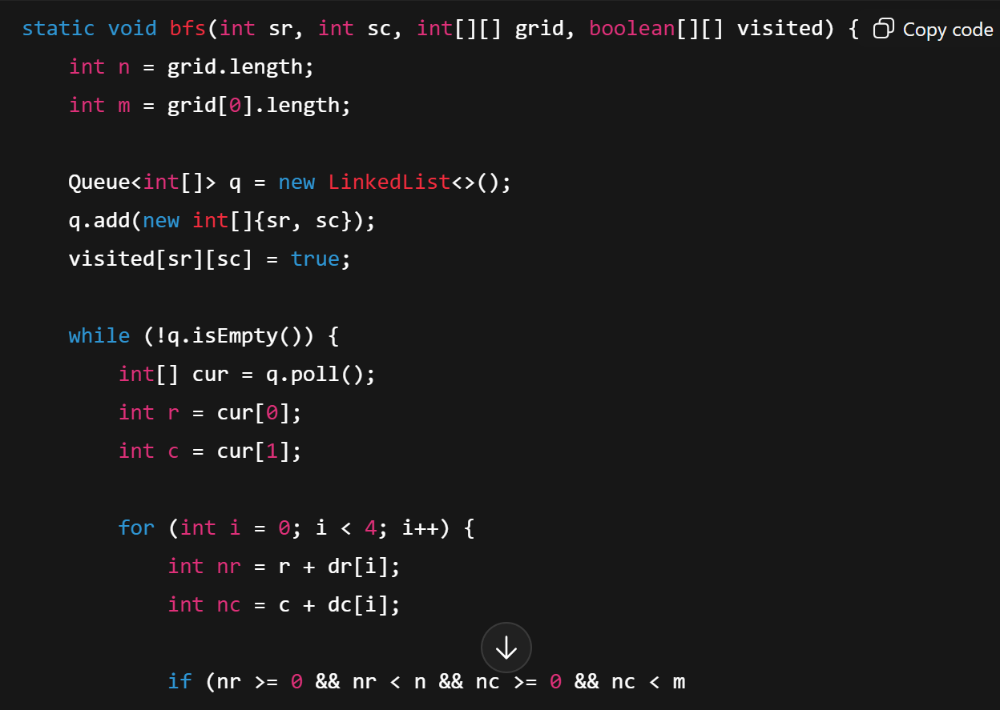 static void bfs(int sr, int sc, int[][] grid, boolean[][] visited) { Copy code
    int n = grid.length;
    int m = grid[0].length;

    Queue<int[]> q = new LinkedList<>();
    q.add(new int[]{sr, sc});
    visited[sr][sc] = true;

    while (!q.isEmpty()) {
        int[] cur = q.poll();
        int r = cur[0];
        int c = cur[1];

        for (int i = 0; i < 4; i++) {
            int nr = r + dr[i];
            int nc = c + dc[i];

            if (nr >= 0 && nr < n && nc >= 0 && nc < m